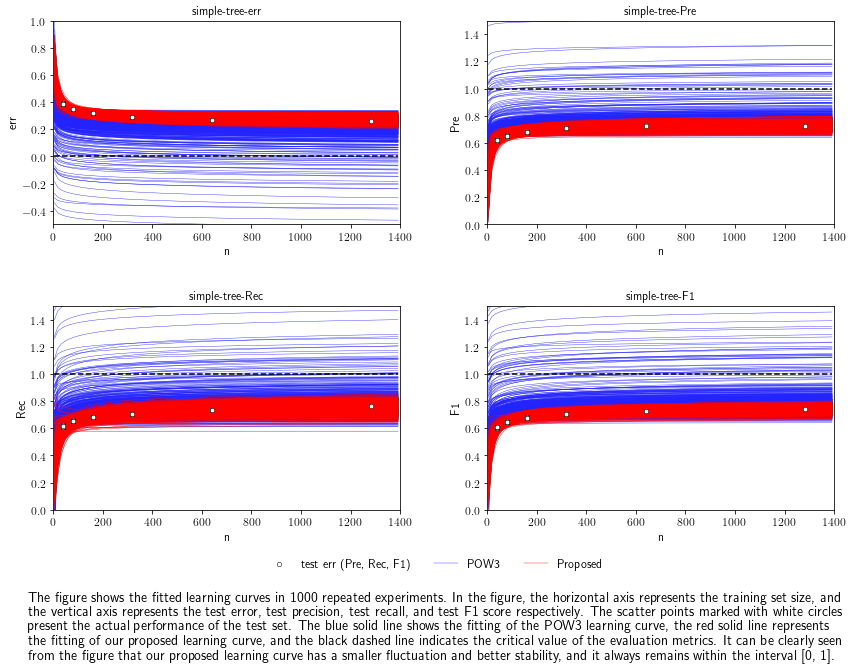 simple-tree-err
simple-tree-Pre
1.0
0.8
0.6
0.4
0.2
0.0
−0.2
−0.4
err
0 200 400 600 800 1000 1200 1400
n
1.4
1.2
1.0
0.8
0.6
0.4
0.2
0.0
Pre
0 200 400 600 800 1000 1200 1400
n
simple-tree-Rec
simple-tree-F1
1.4
1.2
1.0
0.8
0.6
0.4
0.2
0.0
Rec
0 200 400 600 800 1000 1200 1400
n
1.4
1.2
1.0
0.8
0.6
0.4
0.2
0.0
F1
0 200 400 600 800 1000 1200 1400
n
test err (Pre, Rec, F1) POW3 Proposed
The figure shows the fitted learning curves in 1000 repeated experiments. In the figure, the horizontal axis represents the training set size, and
the vertical axis represents the test error, test precision, test recall, and test F1 score respectively. The scatter points marked with white circles
present the actual performance of the test set. The blue solid line shows the fitting of the POW3 learning curve, the red solid line represents
the fitting of our proposed learning curve, and the black dashed line indicates the critical value of the evaluation metrics. It can be clearly seen
from the figure that our proposed learning curve has a smaller fluctuation and better stability, and it always remains within the interval [0, 1].